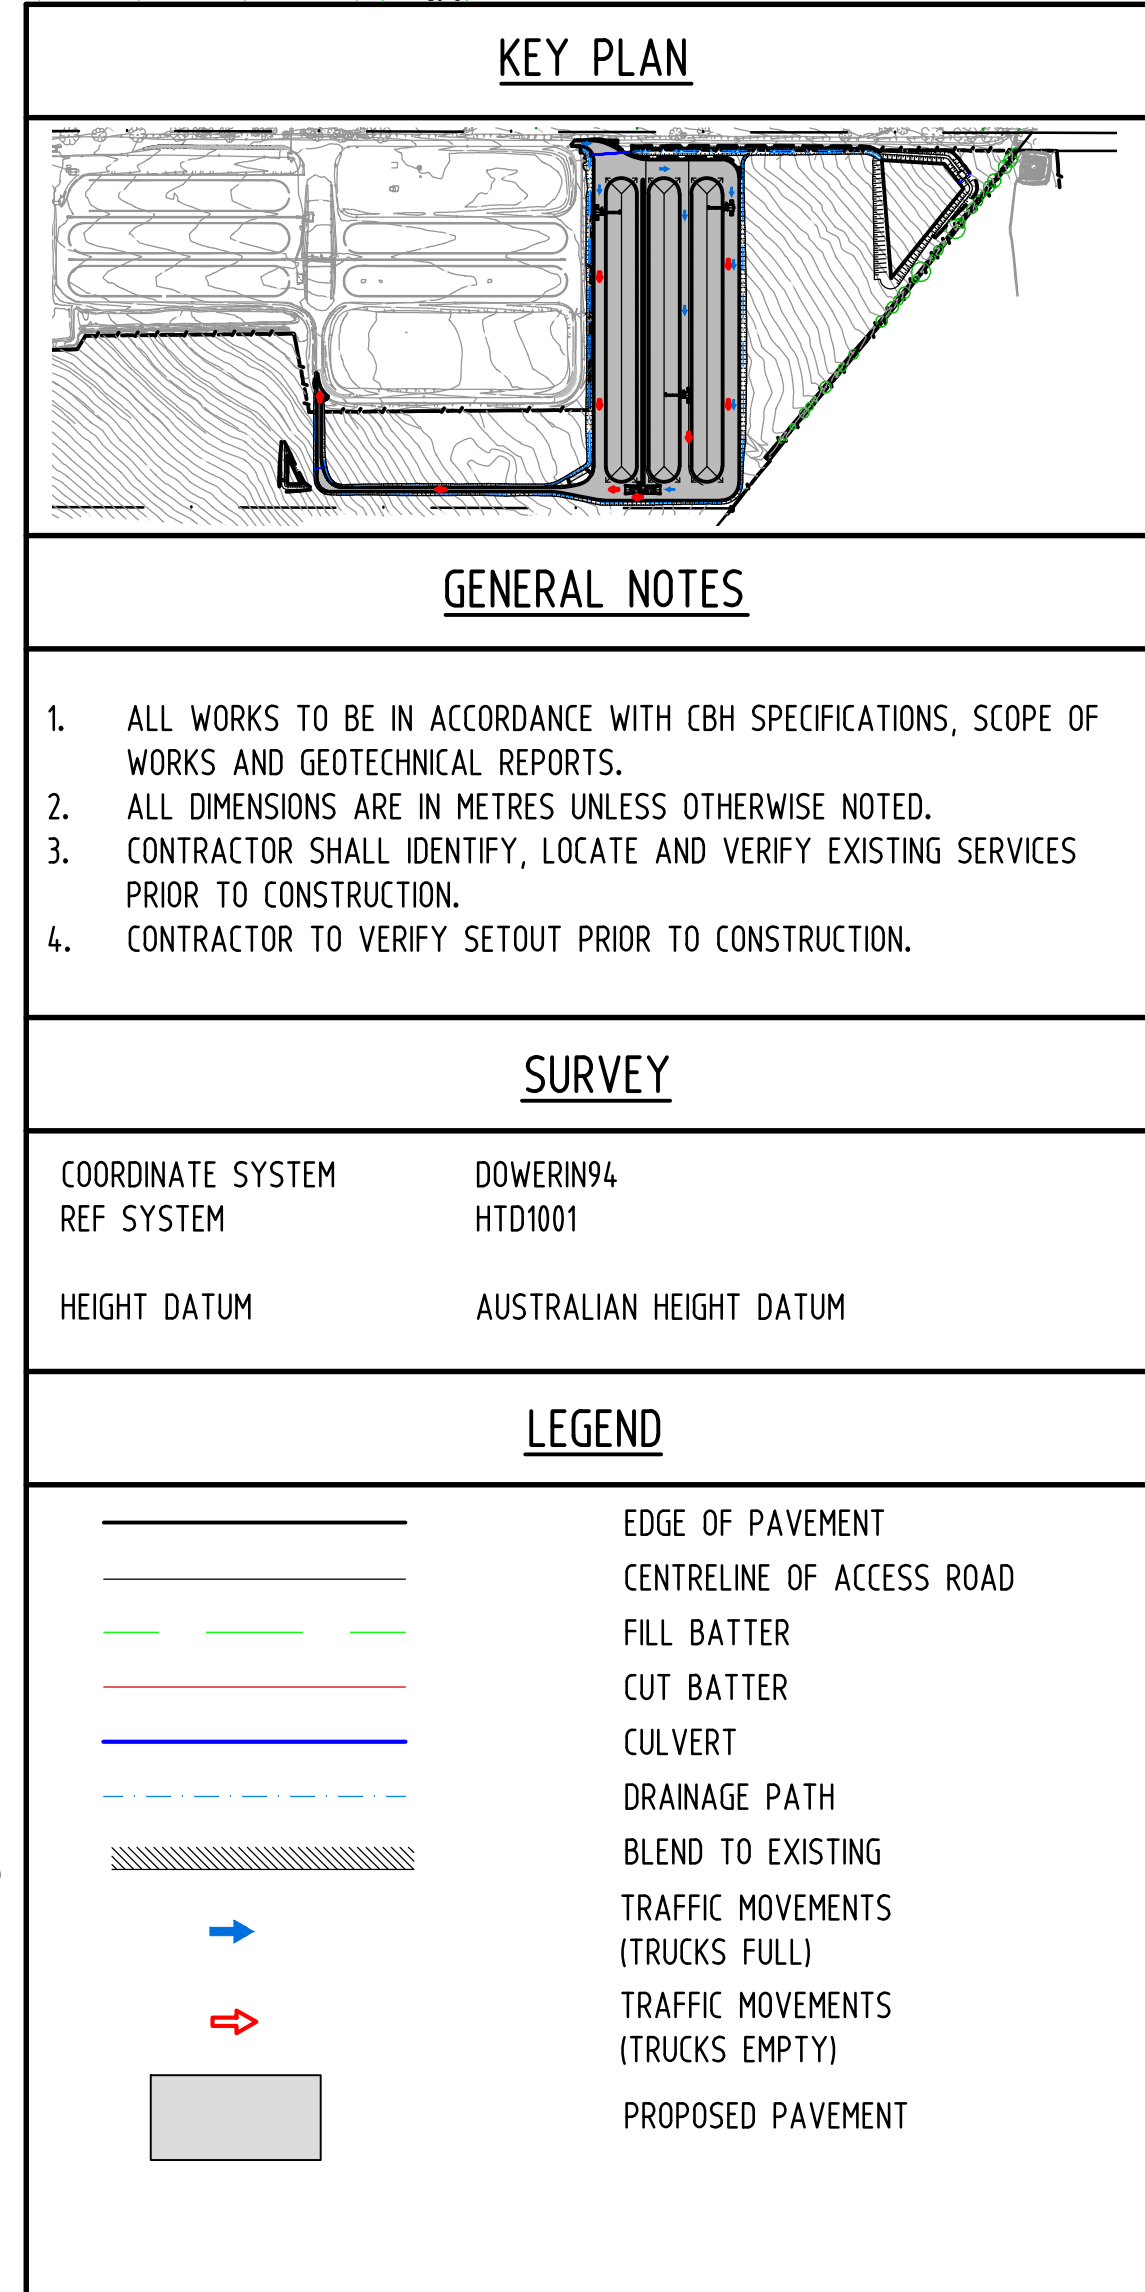 KEY PLAN
GENERAL NOTES
1. ALL WORKS TO BE IN ACCORDANCE WITH CBH SPECIFICATIONS, SCOPE OF
WORKS AND GEOTECHNICAL REPORTS.
2. ALL DIMENSIONS ARE IN METRES UNLESS OTHERWISE NOTED.
3. CONTRACTOR SHALL IDENTIFY, LOCATE AND VERIFY EXISTING SERVICES
PRIOR TO CONSTRUCTION.
4. CONTRACTOR TO VERIFY SETOUT PRIOR TO CONSTRUCTION.
SURVEY
COORDINATE SYSTEM DOWERIN94
REF SYSTEM HTD1001
HEIGHT DATUM AUSTRALIAN HEIGHT DATUM
LEGEND
EDGE OF PAVEMENT
CENTRELINE OF ACCESS ROAD
FILL BATTER
CUT BATTER
CULVERT
DRAINAGE PATH
BLEND TO EXISTING
TRAFFIC MOVEMENTS
(TRUCKS FULL)
TRAFFIC MOVEMENTS
(TRUCKS EMPTY)
PROPOSED PAVEMENT